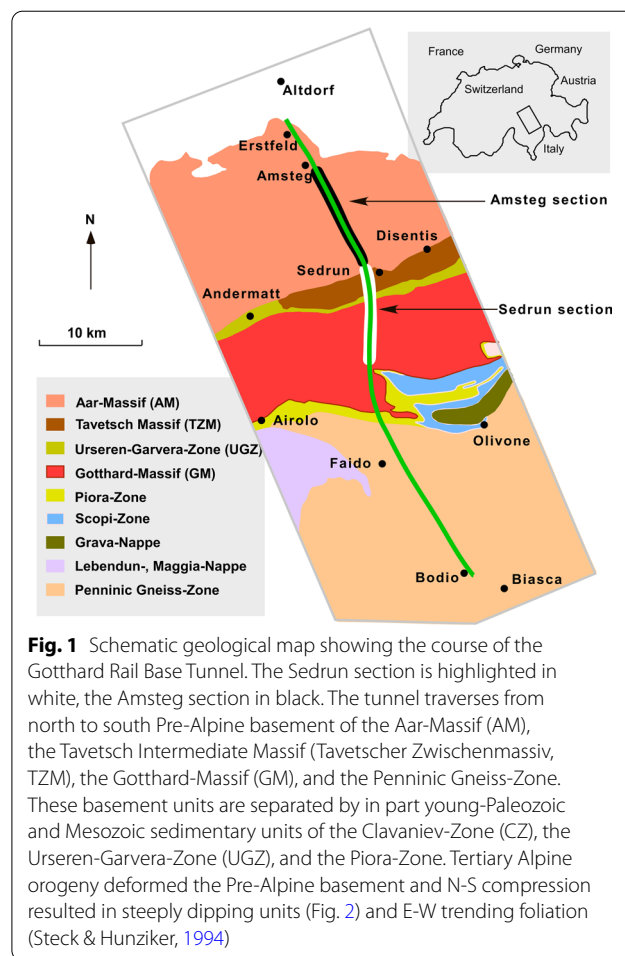 France
Germany
Switzerland
Austria
Italy
Altdorf
Erstfeld
Amsteg
Amsteg section
N
Disentis
Sedrun
Andermatt
Sedrun section
10 km
Aar-Massif (AM)
Tavetsch Massif (TZM)
Urseren-Garvera-Zone (UGZ)
Gotthard-Massif (GM)
Piora-Zone
Scopi-Zone
Grava-Nappe
Lebendun-, Maggia-Nappe
Penninic Gneiss-Zone
Airolo
Olivone
Faido
Bodio
Biasca
Fig. 1 Schematic geological map showing the course of the
Gotthard Rail Base Tunnel. The Sedrun section is highlighted in
white, the Amsteg section in black. The tunnel traverses from
north to south Pre-Alpine basement of the Aar-Massif (AM),
the Tavetsch Intermediate Massif (Tavetscher Zwischenmassiv,
TZM), the Gotthard-Massif (GM), and the Penninic Gneiss-Zone.
These basement units are separated by in part young-Paleozoic
and Mesozoic sedimentary units of the Clavaniev-Zone (CZ), the
Urseren-Garvera-Zone (UGZ), and the Piora-Zone. Tertiary Alpine
orogeny deformed the Pre-Alpine basement and N-S compression
resulted in steeply dipping units (Fig. 2) and E-W trending foliation
(Steck & Hunziker, 1994)